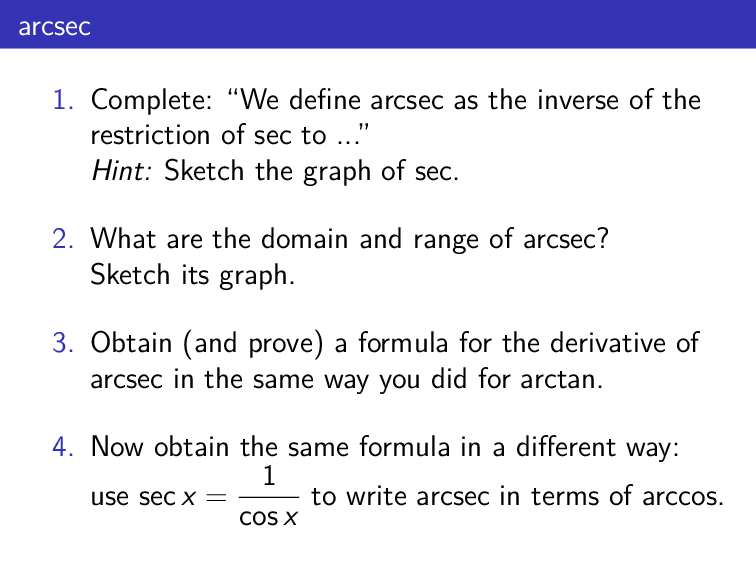 arcsec
1. Complete: “We define arcsec as the inverse of the
restriction of sec to ...”
Hint: Sketch the graph of sec.
2. What are the domain and range of arcsec?
Sketch its graph.
3. Obtain (and prove) a formula for the derivative of
arcsec in the same way you did for arctan.
4. Now obtain the same formula in a different way:
use sec x = 1/cos x to write arcsec in terms of arccos.